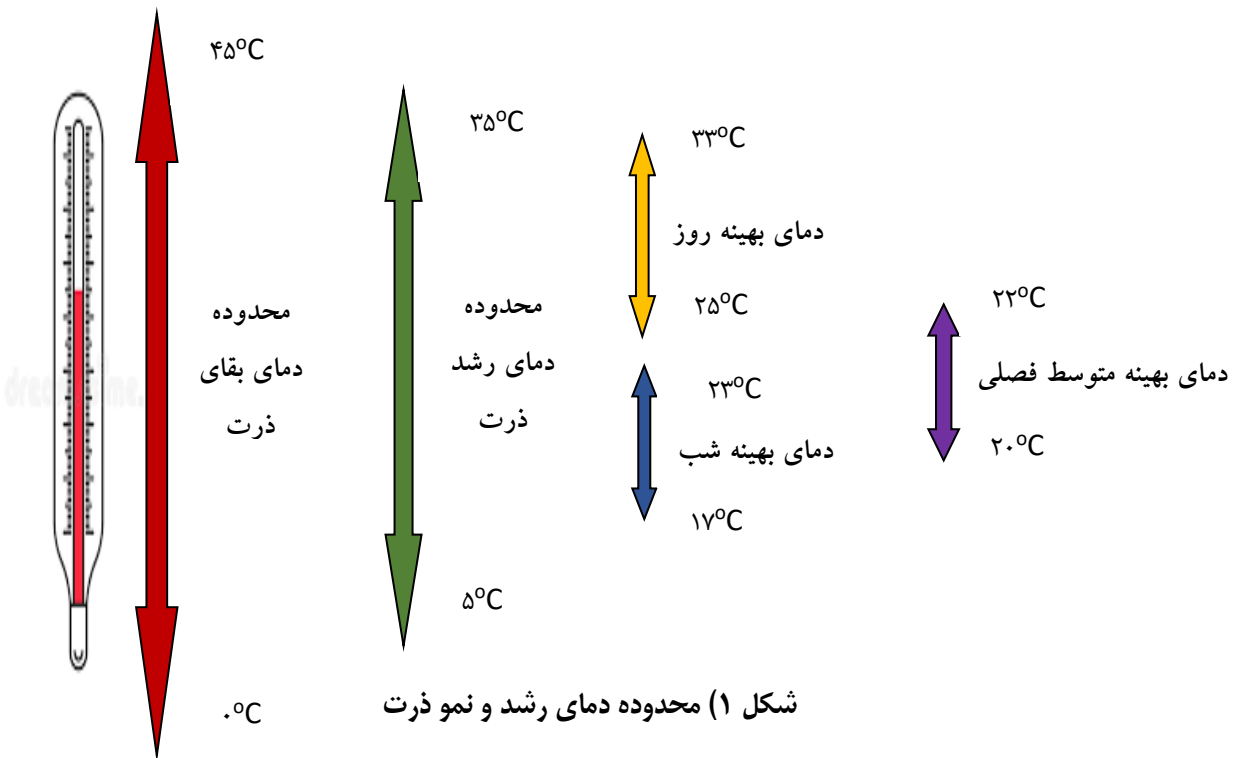 ۴۵°C
۳۵°C
۳۳°C
دمای بهینه روز
۲۵°C
۲۲°C
محدوده
دمای بقای
ذرت
محدوده
دمای رشد
ذرت
دمای بهینه متوسط فصلی
۲۳°C
دمای بهینه شب
۲۰°C
۱۷°C
۵°C
۰°C
شکل ۱) محدوده دمای رشد و نمو ذرت